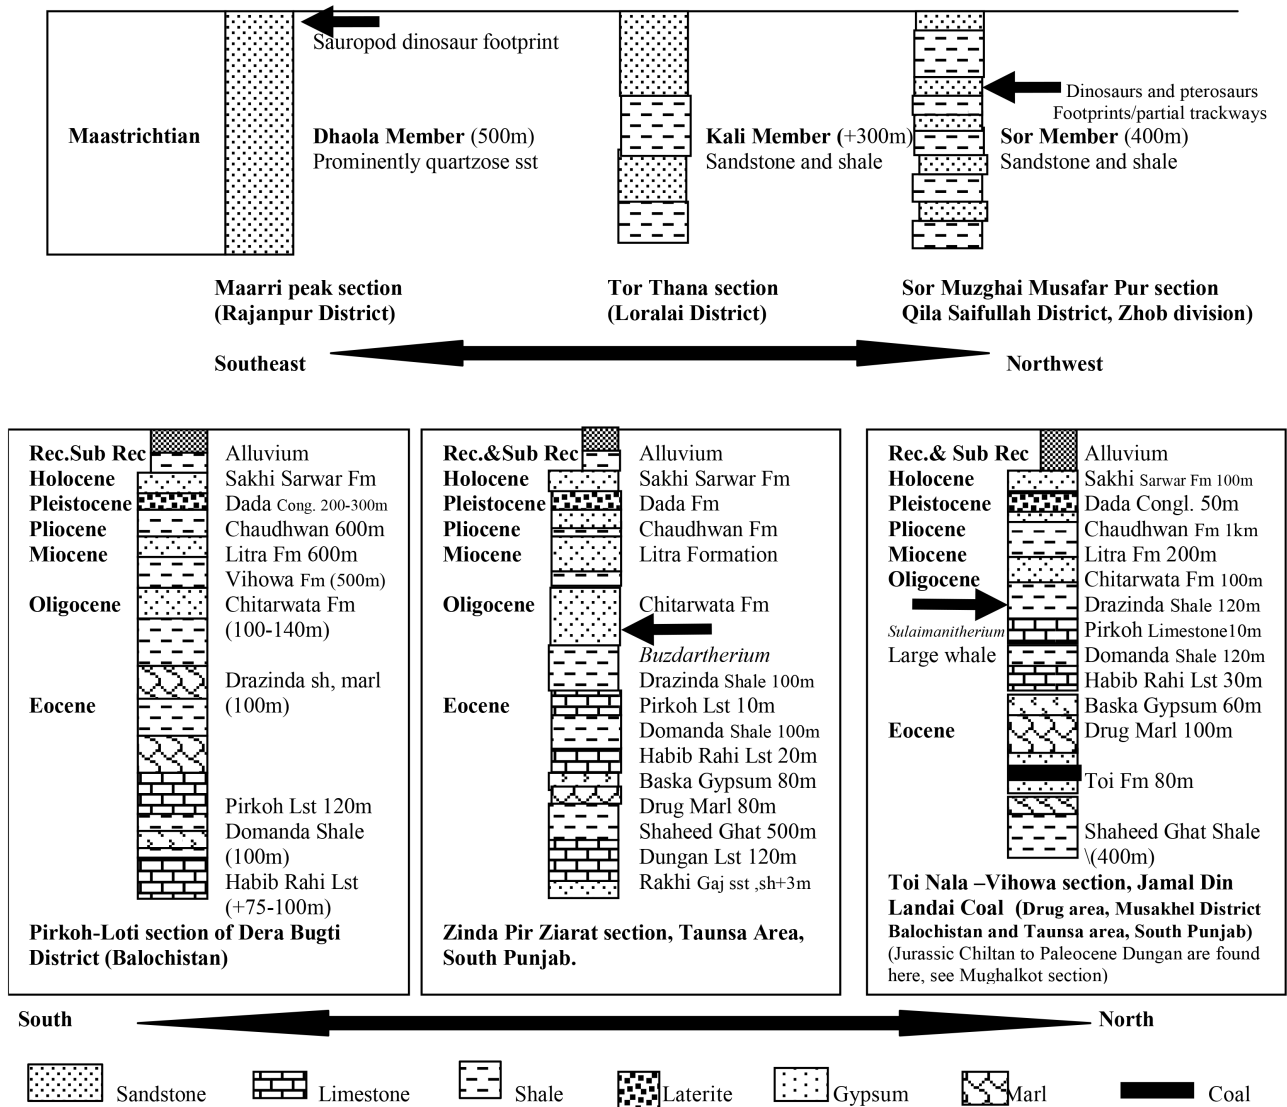 Sauropod dinosaur footprint
Dinosaurs and pterosaurs
Footprints/partial trackways
Maastrichtian
Dhaola Member (500m)
Prominently quartzose sst
Kali Member (+300m)
Sandstone and shale
Sor Member (400m)
Sandstone and shale
Maarri peak section
(Rajanpur District)
Tor Thana section
(Loralai District)
Sor Muzghai Musafar Pur section
Qila Saifullah District, Zhob division)
Southeast
Northwest
Rec.Sub Rec
Alluvium
Holocene
Sakhi Sarwar Fm
Pleistocene
Dada Cong. 200-300m
Pliocene
Chaudhwan 600m
Miocene
Litra Fm 600m
Vihowa Fm (500m)
Oligocene
Chitarwata Fm
(100-140m)
Drazinda sh, marl
Eocene
(100m)
Pirkoh Lst 120m
Domanda Shale
(100m)
Habib Rahi Lst
(+75-100m)
Pirkoh-Loti section of Dera Bugti
District (Balochistan)
Rec.&Sub Rec
Alluvium
Holocene
Sakhi Sarwar Fm
Pleistocene
Dada Fm
Pliocene
Chaudhwan Fm
Miocene
Litra Formation
Oligocene
Chitarwata Fm
Buzdartherium
Drazinda Shale 100m
Eocene
Pirkoh Lst 10m
Domanda Shale 100m
Habib Rahi Lst 20m
Baska Gypsum 80m
Drug Marl 80m
Shaheed Ghat 500m
Dungan Lst 120m
Rakhi Gaj sst ,sh+3m
Zinda Pir Ziarat section, Taunsa Area,
South Punjab.
Rec.& Sub Rec
Alluvium
Holocene
Sakhi Sarwar Fm 100m
Pleistocene
Dada Congl. 50m
Pliocene
Chaudhwan Fm 1km
Miocene
Litra Fm 200m
Oligocene
Chitarwata Fm 100m
Drazinda Shale 120m
Sulaimanitherium
Pirkoh Limestone10m
Large whale
Domanda Shale 120m
Habib Rahi Lst 30m
Baska Gypsum 60m
Eocene
Drug Marl 100m
Toi Fm 80m
Shaheed Ghat Shale
\(400m)
Toi Nala –Vihowa section, Jamal Din
Landai Coal (Drug area, Musakhel District
Balochistan and Taunsa area, South Punjab)
(Jurassic Chiltan to Paleocene Dungan are found
here, see Mughalkot section)
South
North
Sandstone
Limestone
Shale
Laterite
Gypsum
Marl
Coal